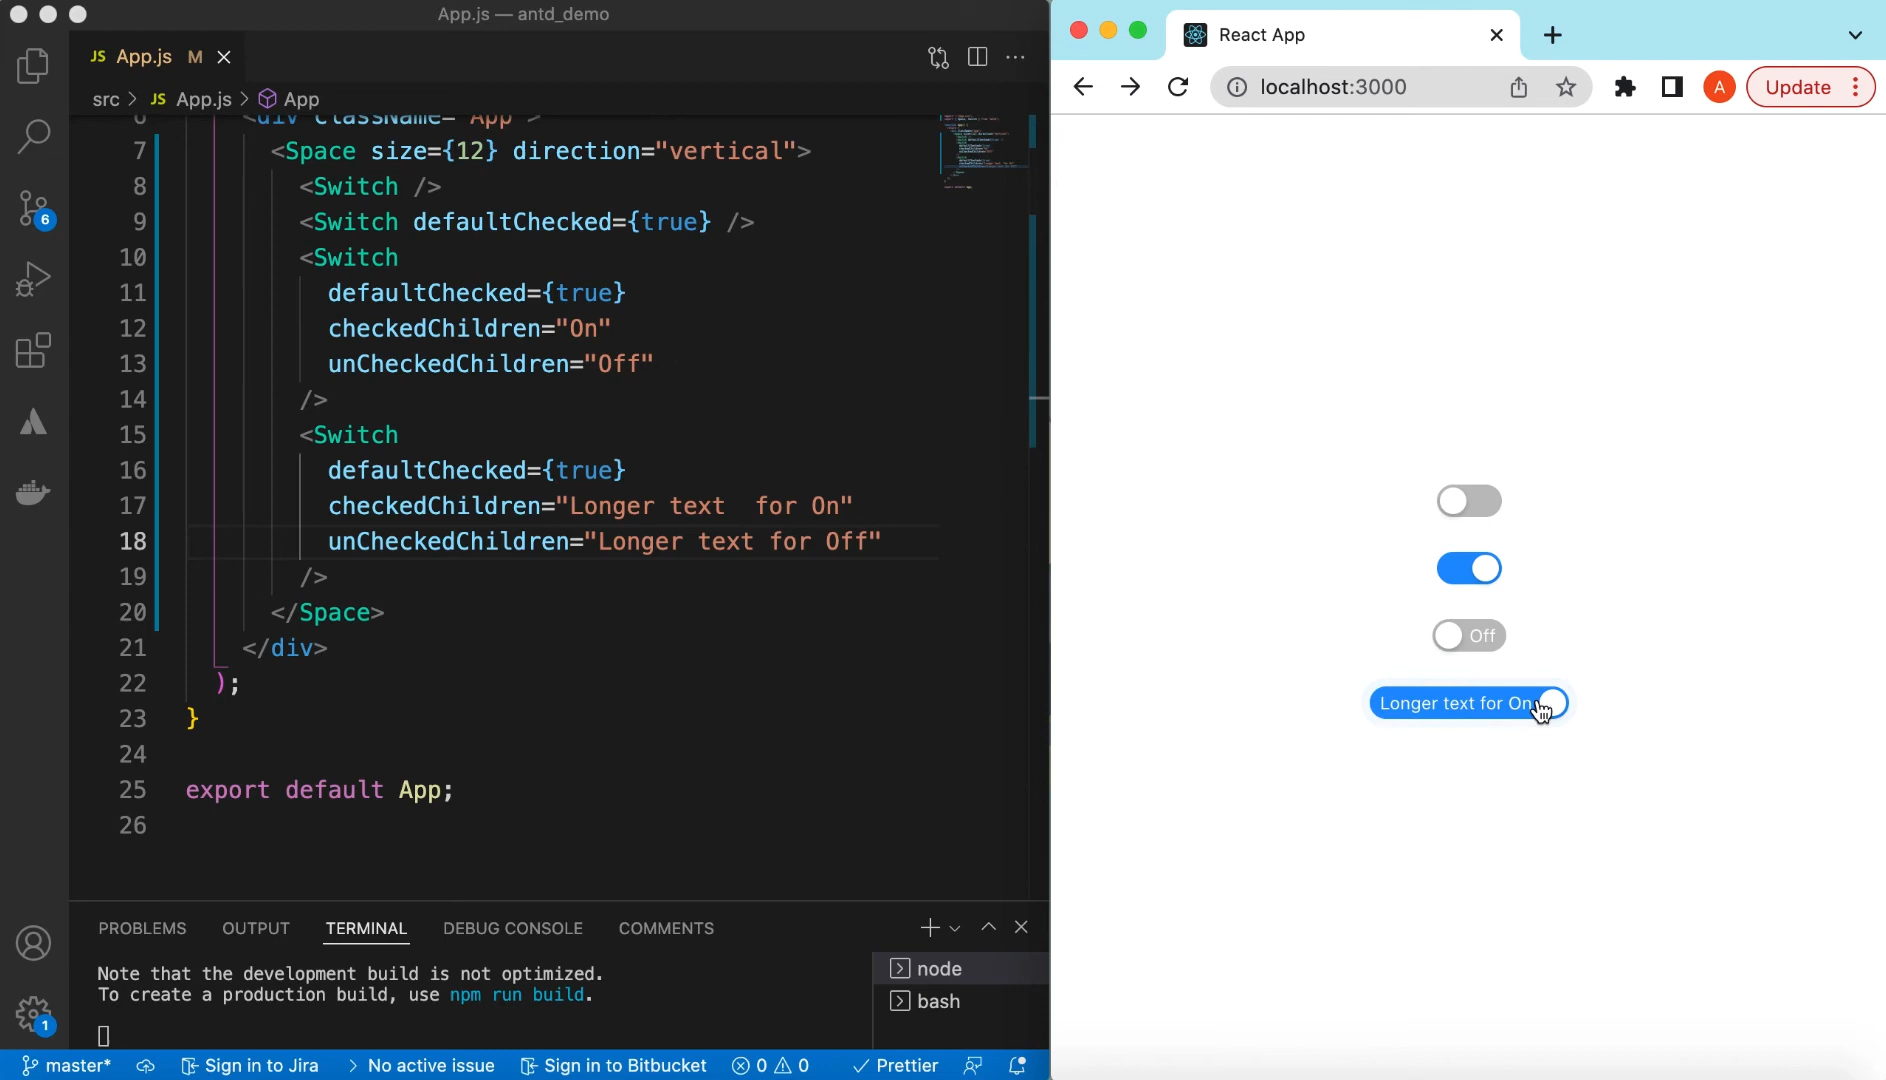 App.js — antd_demo
JS App.js M
src > JS App.js > App
6 <div className="App">
7 <Space size={12} direction="vertical">
8 <Switch />
9 <Switch defaultChecked={true} />
10 <Switch
11 defaultChecked={true}
12 checkedChildren="On"
13 unCheckedChildren="Off"
14 />
15 <Switch
16 defaultChecked={true}
17 checkedChildren="Longer text  for On"
18 unCheckedChildren="Longer text for Off"
19 />
20 </Space>
21 </div>
22 );
23 }
24
25 export default App;
26
PROBLEMS OUTPUT TERMINAL DEBUG CONSOLE COMMENTS
Note that the development build is not optimized.
To create a production build, use npm run build.
node
bash
6
1
master* Sign in to Jira > No active issue Sign in to Bitbucket 0 0 Prettier
React App
localhost:3000
A
Update
Off
Longer text for On